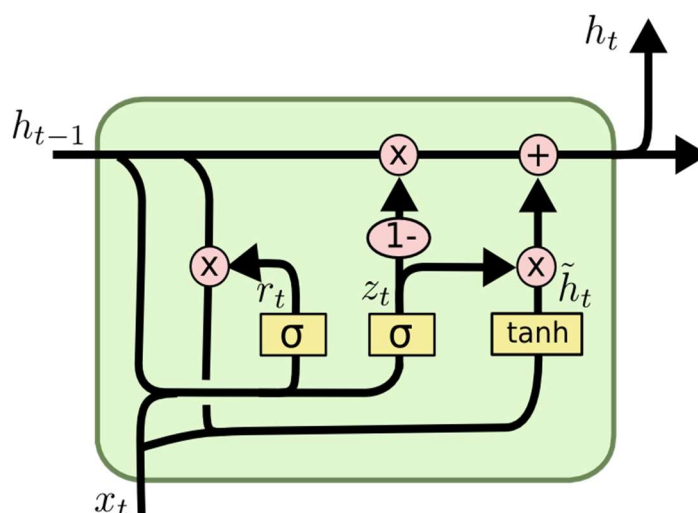 h_t
h_{t-1}
x
+
1-
x
r_t
z_t
x
h̃_t
σ
σ
tanh
x_t